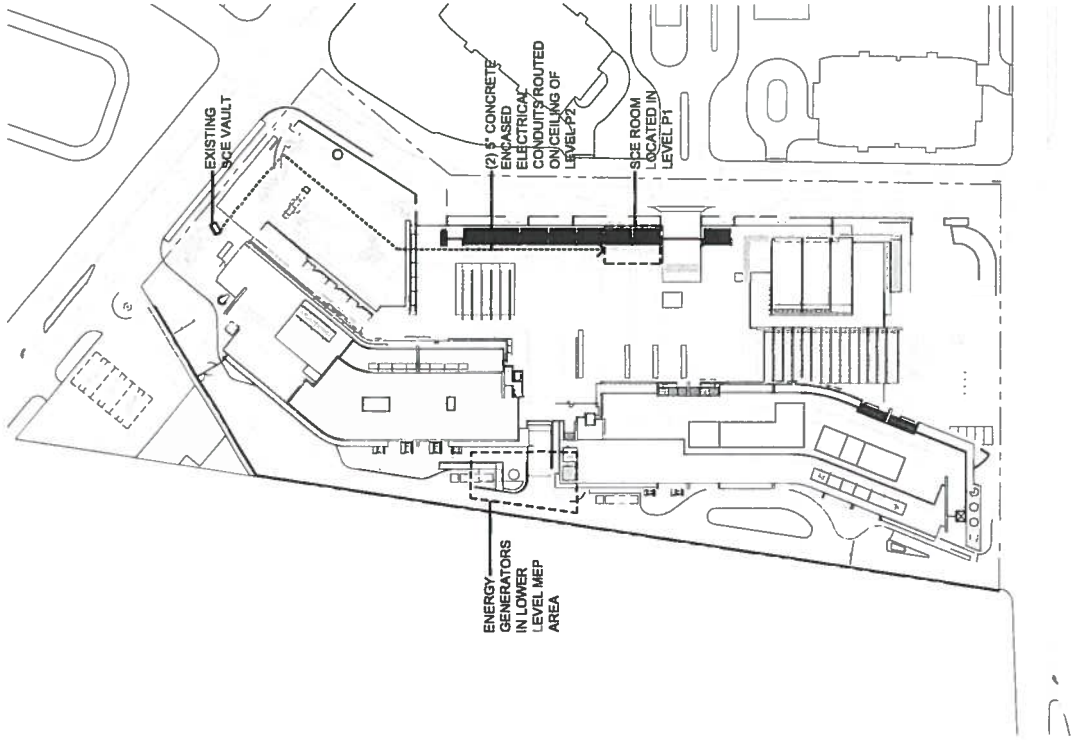 EXISTING
SCE VAULT
(2) 5" CONCRETE
ENCASED
ELECTRICAL
CONDUITS ROUTED
ON CEILING OF
LEVEL P2
SCE ROOM
LOCATED IN
LEVEL P1
ENERGY
GENERATORS
IN LOWER
LEVEL MEP
AREA